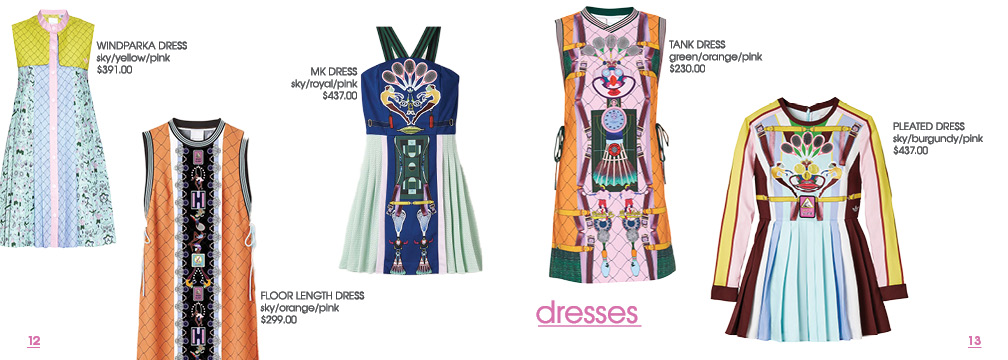 WINDPARKA DRESS
sky/yellow/pink
$391.00
MK DRESS
sky/royal/pink
$437.00
FLOOR LENGTH DRESS
sky/orange/pink
$299.00
12
TANK DRESS
green/orange/pink
$230.00
PLEATED DRESS
sky/burgundy/pink
$437.00
dresses
13
H
H